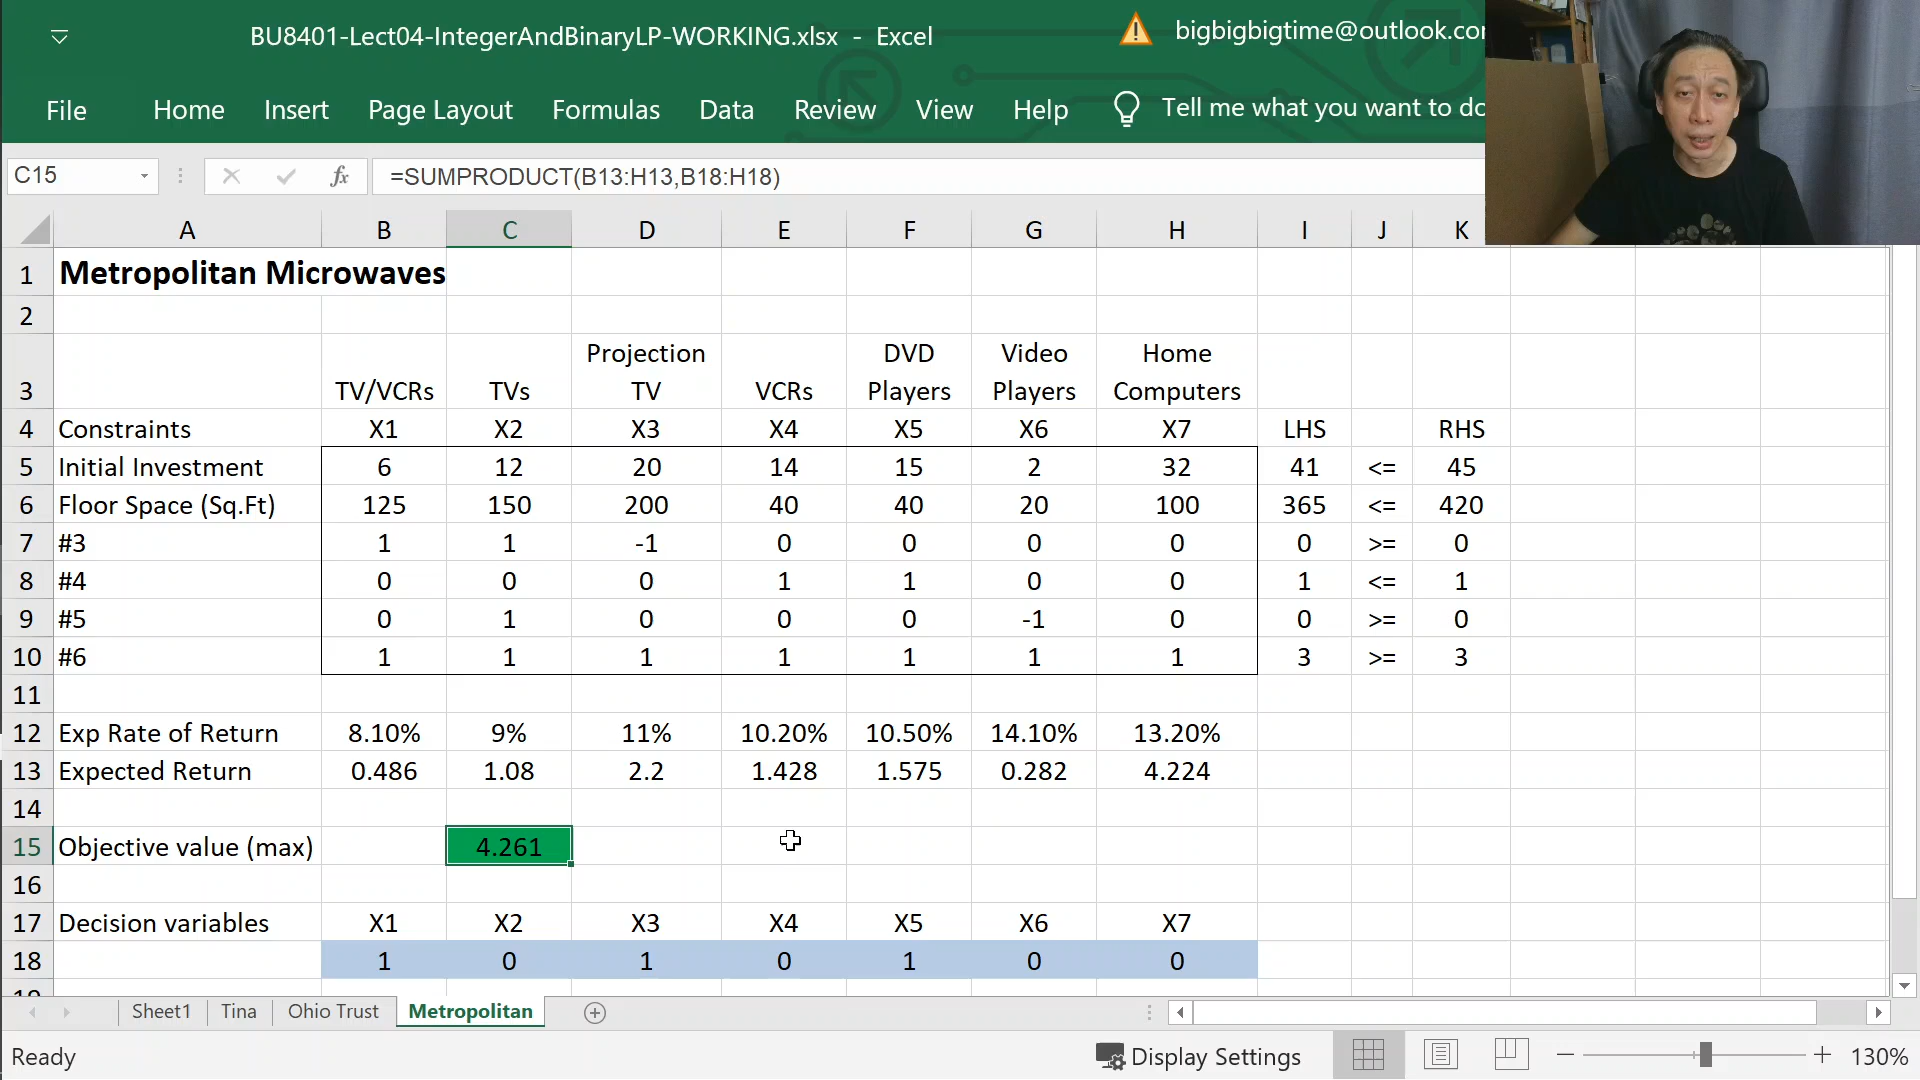 BU8401-Lect04-IntegerAndBinaryLP-WORKING.xlsx - Excel
bigbigbigtime@outlook.co
File Home Insert Page Layout Formulas Data Review View Help Tell me what you want to do
C15 fx =SUMPRODUCT(B13:H13,B18:H18)
A B C D E F G H I J K
1 Metropolitan Microwaves
2
Projection DVD Video Home
3 TV/VCRs TVs TV VCRs Players Players Computers
4 Constraints X1 X2 X3 X4 X5 X6 X7 LHS RHS
5 Initial Investment 6 12 20 14 15 2 32 41 <= 45
6 Floor Space (Sq.Ft) 125 150 200 40 40 20 100 365 <= 420
7 #3 1 1 -1 0 0 0 0 0 >= 0
8 #4 0 0 0 1 1 0 0 1 <= 1
9 #5 0 1 0 0 0 -1 0 0 >= 0
10 #6 1 1 1 1 1 1 1 3 >= 3
11
12 Exp Rate of Return 8.10% 9% 11% 10.20% 10.50% 14.10% 13.20%
13 Expected Return 0.486 1.08 2.2 1.428 1.575 0.282 4.224
14
15 Objective value (max) 4.261
16
17 Decision variables X1 X2 X3 X4 X5 X6 X7
18 1 0 1 0 1 0 0
19
Sheet1 Tina Ohio Trust Metropolitan
Ready Display Settings 130%